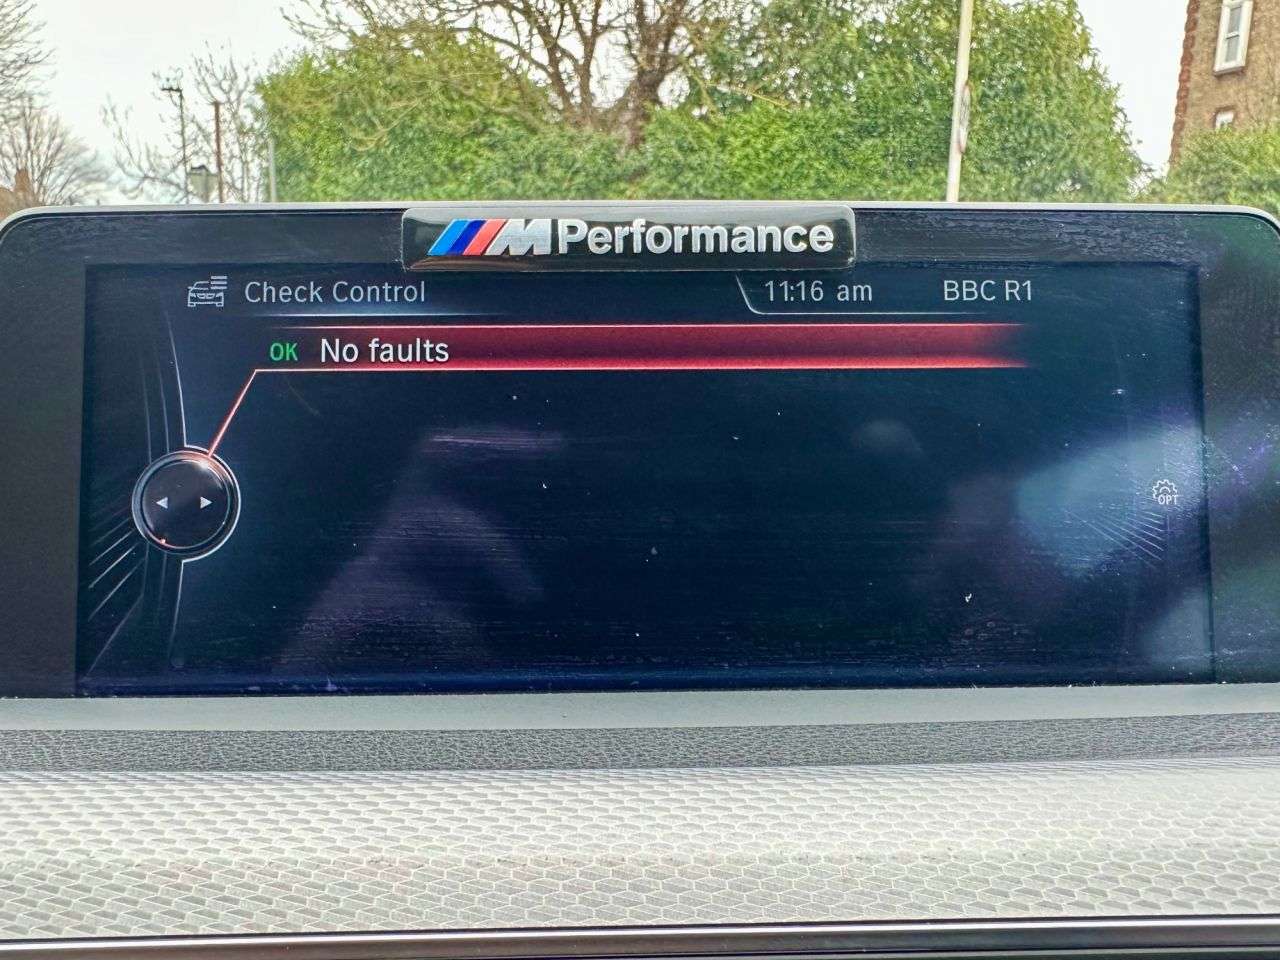 M Performance
Check Control
11:16 am
BBC R1
OK No faults
OPT